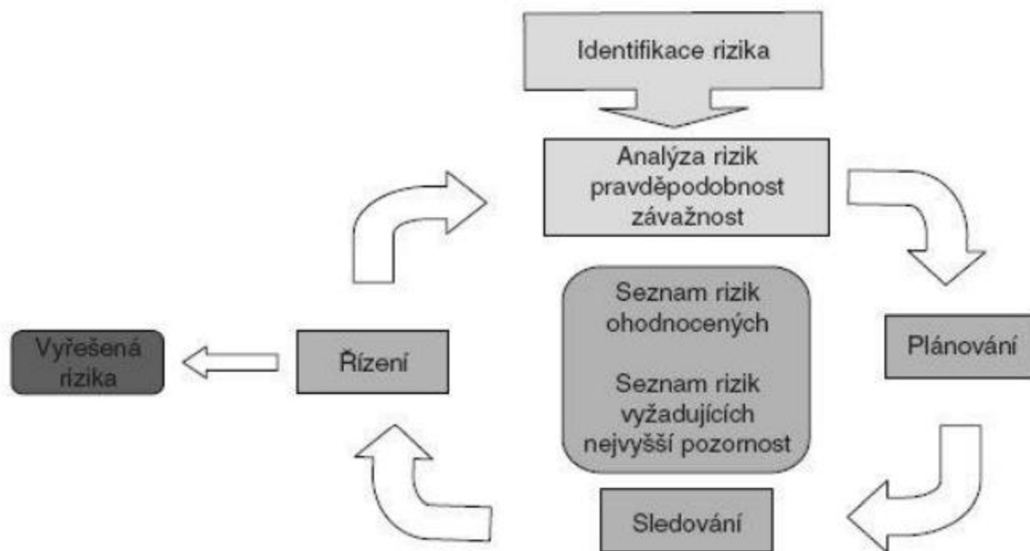 Identifikace rizika
Analýza rizik
pravděpodobnost
závažnost
Seznam rizik
ohodnocených
Seznam rizik
vyžadujících
nejvyšší pozornost
Plánování
Sledování
Řízení
Vyřešená
rizika